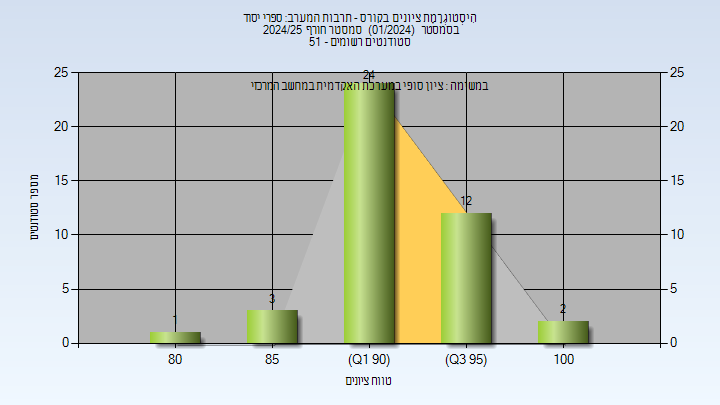 היסטוגרמת ציונים בקורס - תרבות המערב: ספרי יסוד
בסמסטר (01/2024) סמסטר חורף 2024/25
סטודנטים רשומים - 51
במשימה : ציון סופי במערכת האקדמית במחשב המרכזי
25 25
20 20
15 15
10 10
5 5
0 0
מספר סטודנטים
1 3 24 12 2
80 85 (Q1 90) (Q3 95) 100
טווח ציונים